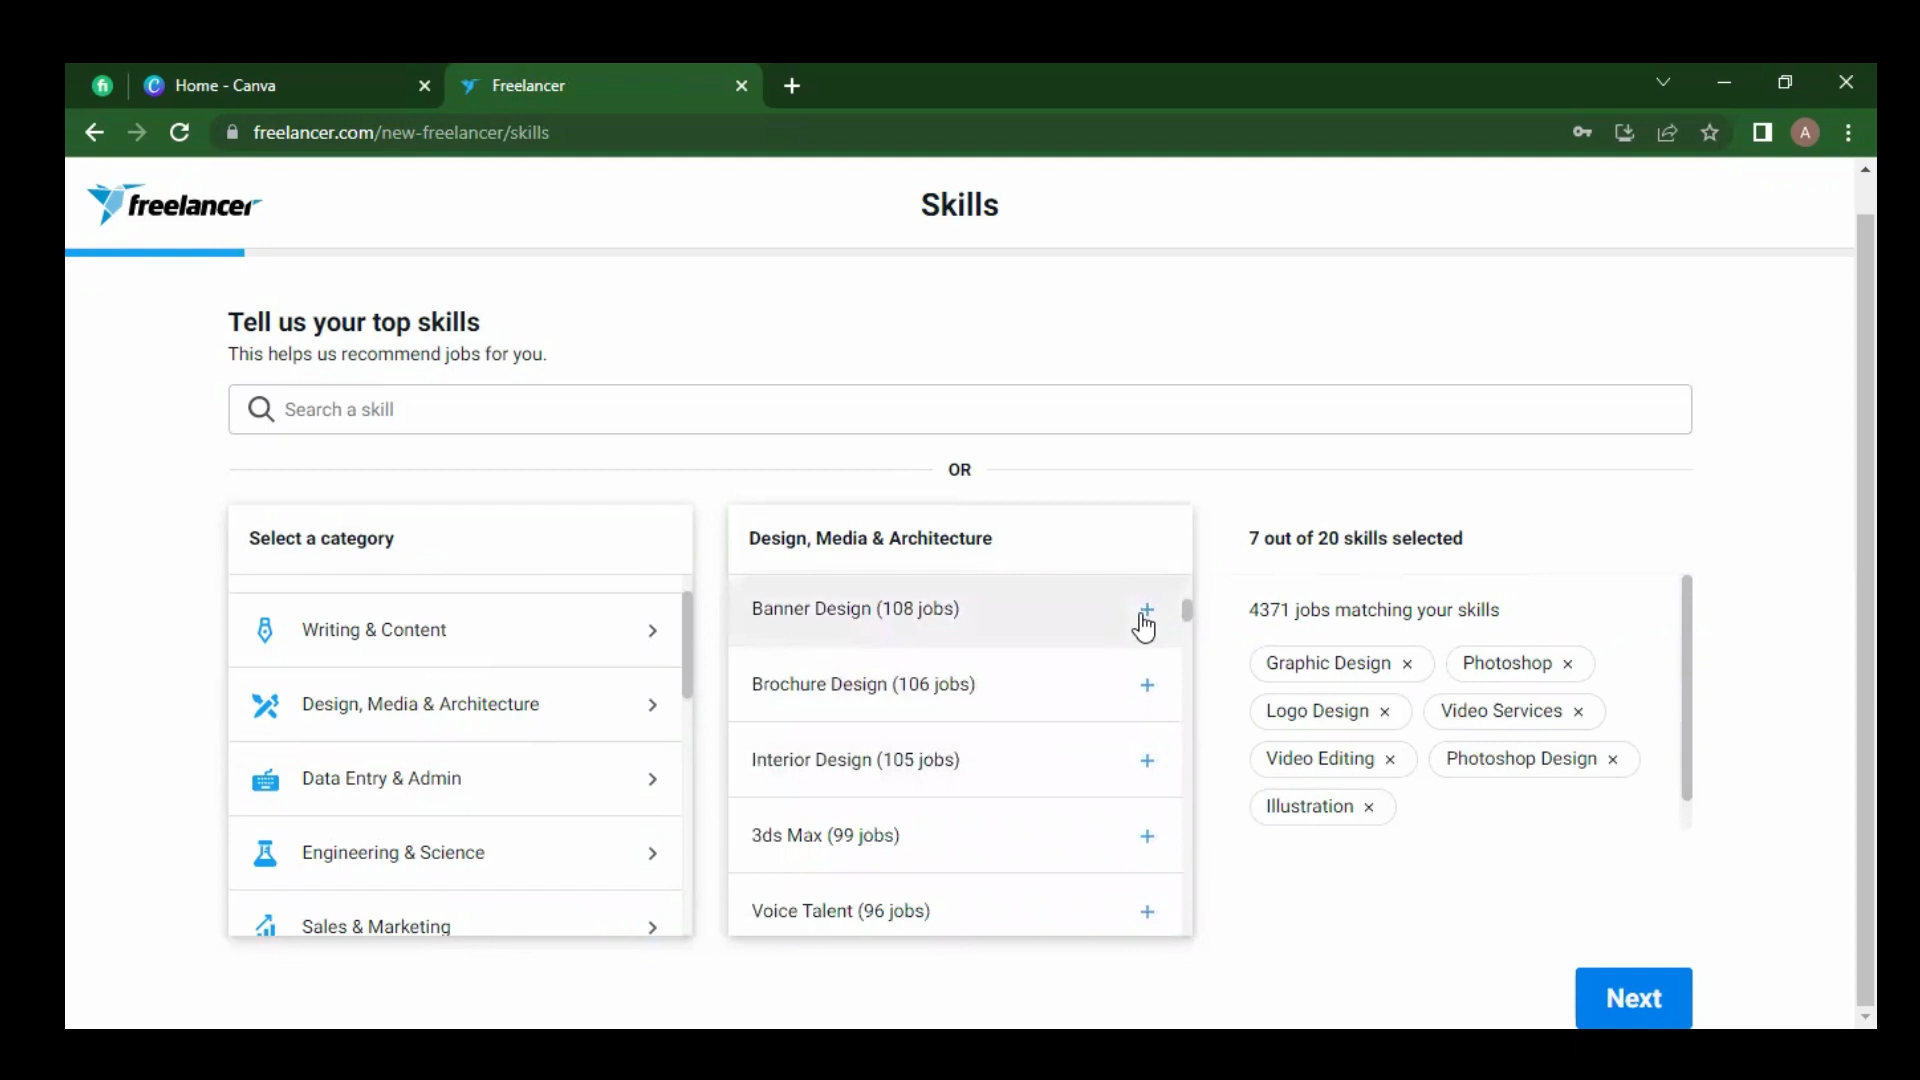 Home - Canva
Freelancer
freelancer.com/new-freelancer/skills
A
freelancer
Skills
Tell us your top skills
This helps us recommend jobs for you.
Search a skill
OR
Select a category
Writing & Content
Design, Media & Architecture
Data Entry & Admin
Engineering & Science
Sales & Marketing
Design, Media & Architecture
Banner Design (108 jobs)
Brochure Design (106 jobs)
Interior Design (105 jobs)
3ds Max (99 jobs)
Voice Talent (96 jobs)
7 out of 20 skills selected
4371 jobs matching your skills
Graphic Design × Photoshop ×
Logo Design × Video Services ×
Video Editing × Photoshop Design ×
Illustration ×
Next